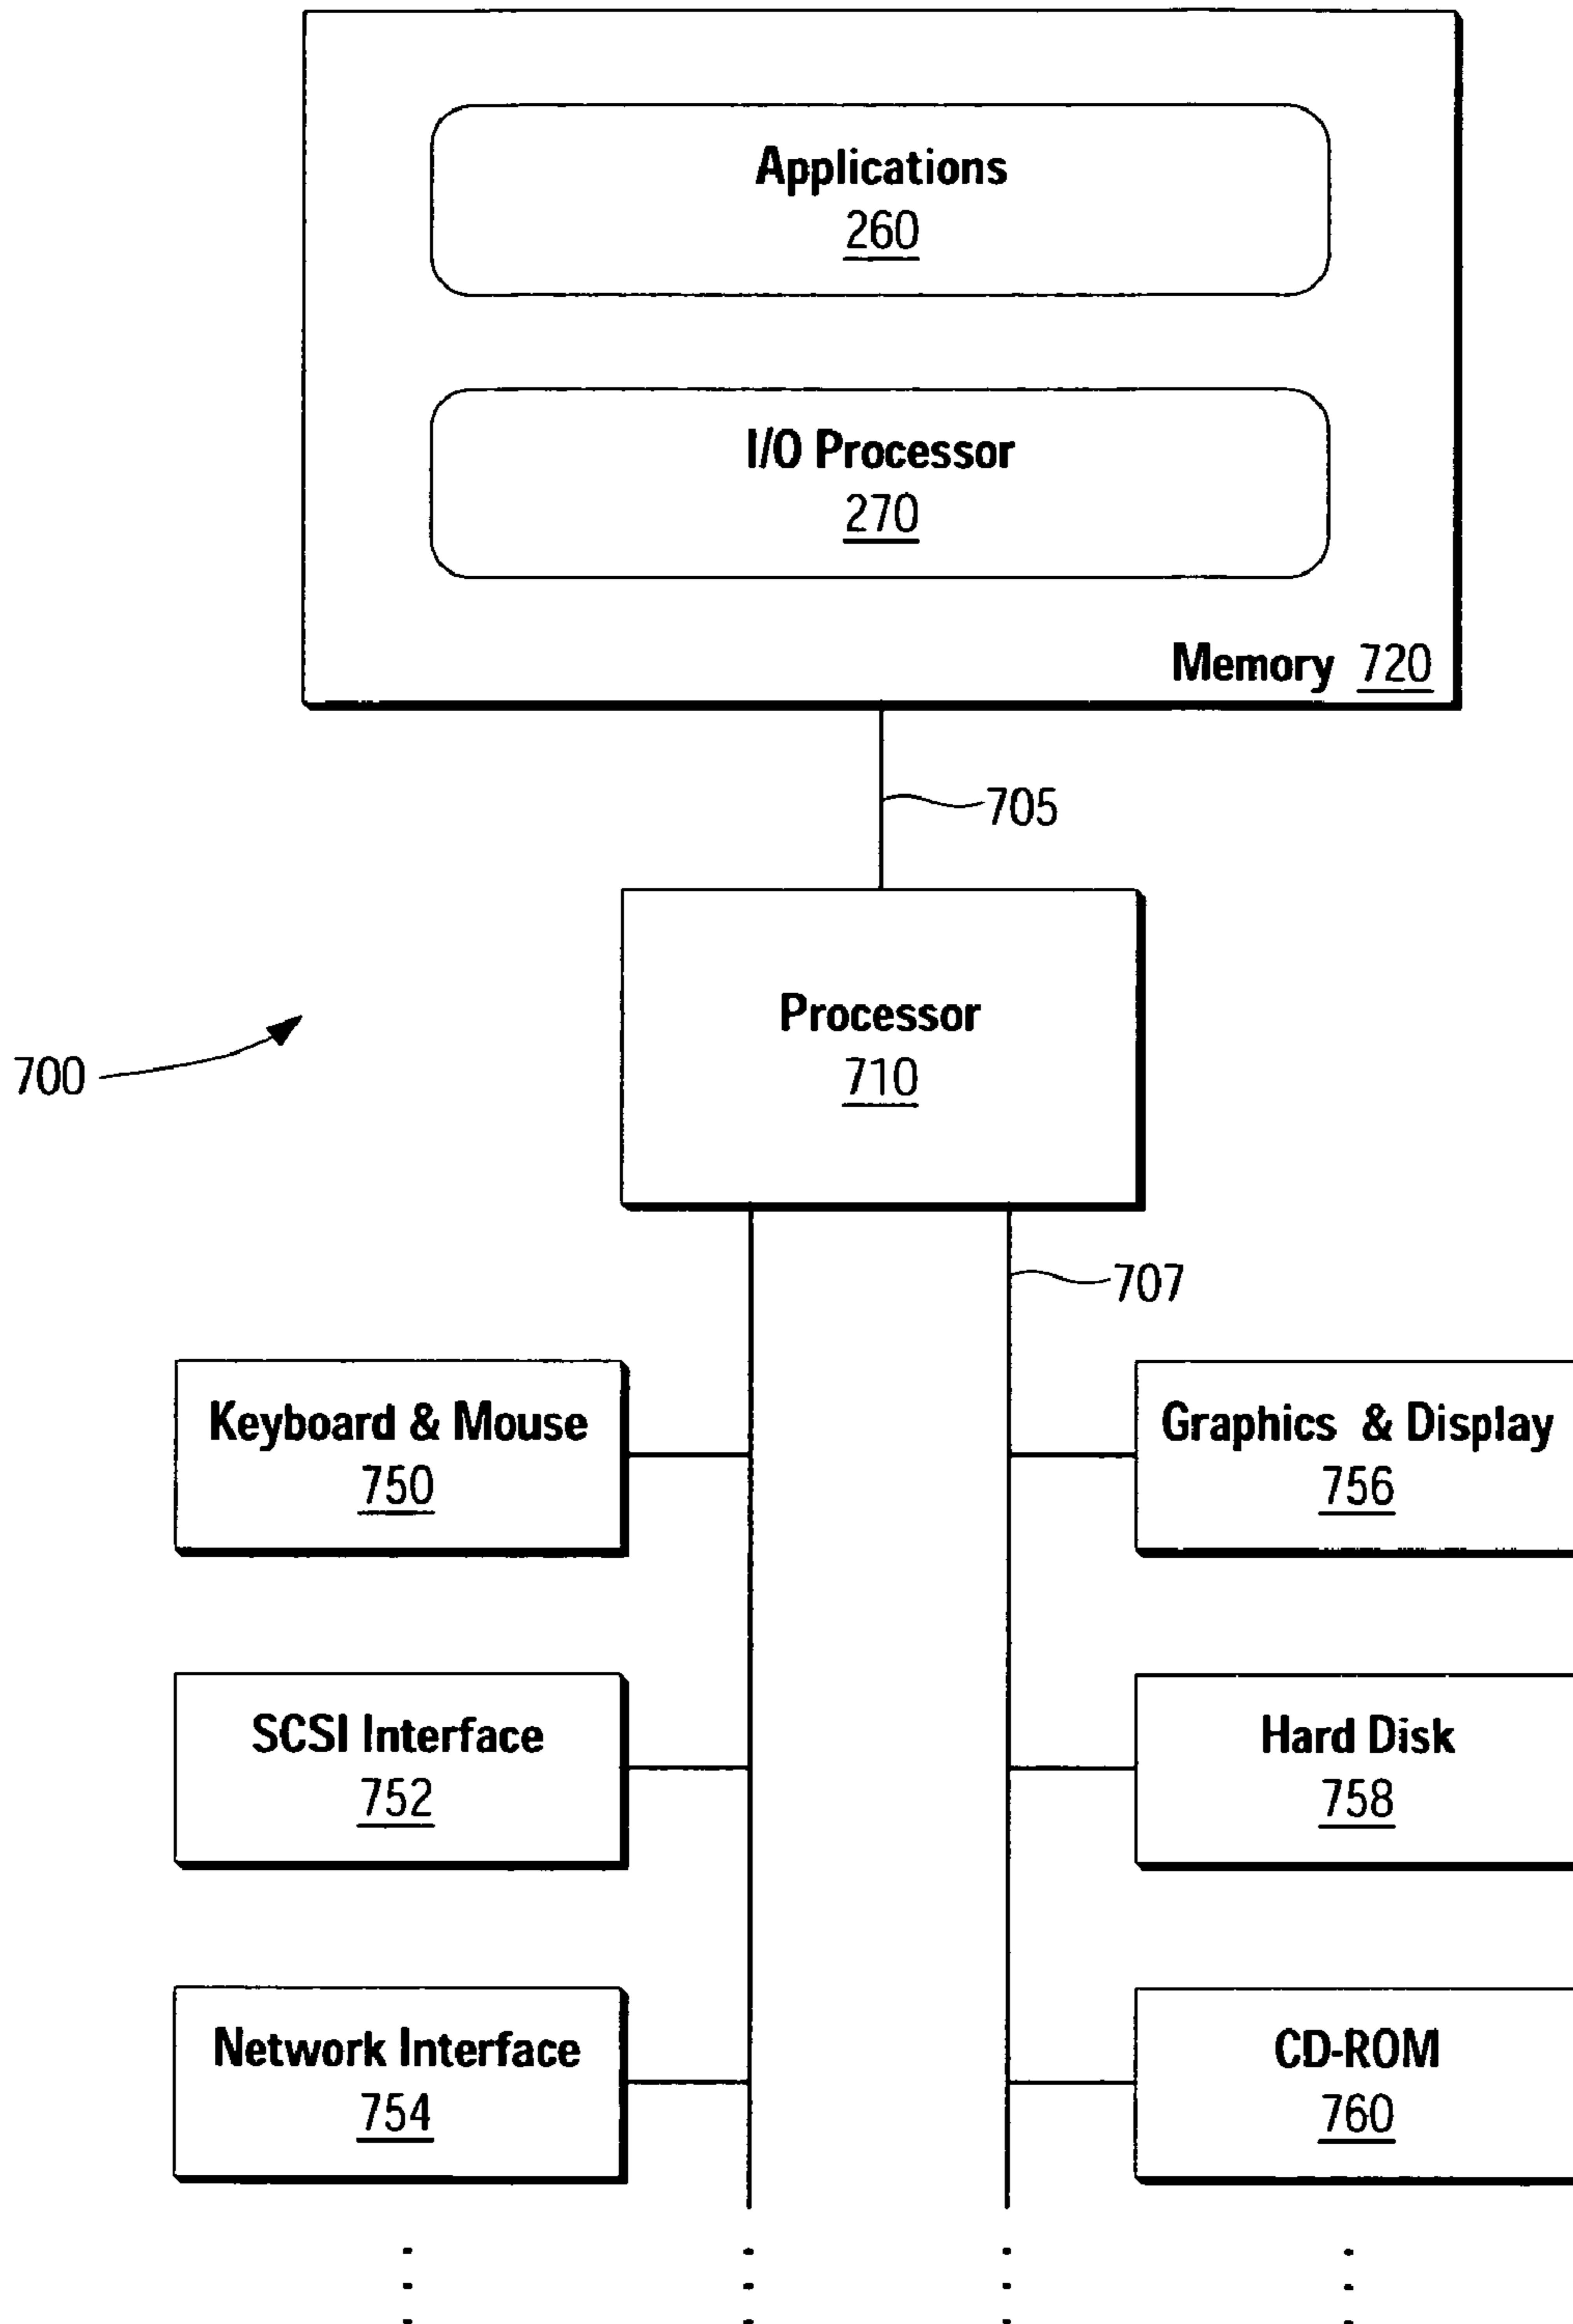 Applications
260
I/O Processor
270
Memory 720
705
Processor
710
700
707
Keyboard & Mouse
750
Graphics & Display
756
SCSI Interface
752
Hard Disk
758
Network Interface
754
CD-ROM
760